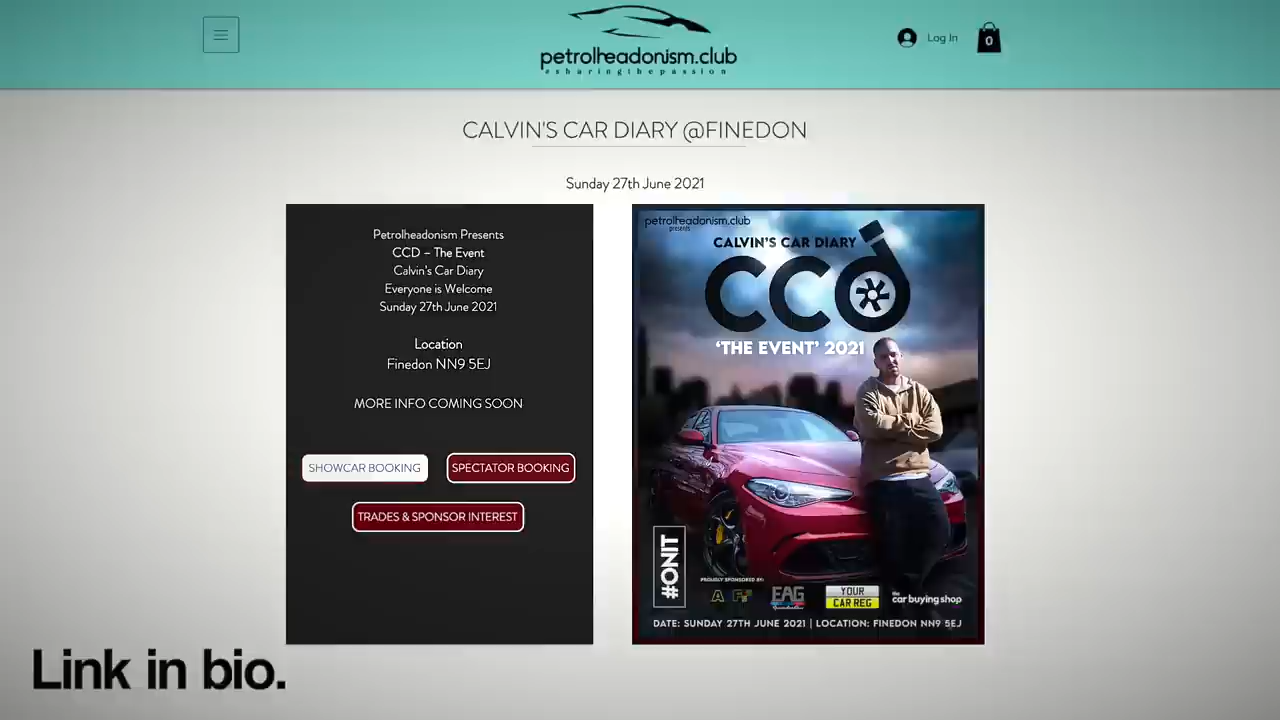 petrolheadonism.club
#sharingthepassion
Log In
0
CALVIN'S CAR DIARY @FINEDON
Sunday 27th June 2021
Petrolheadonism Presents
CCD – The Event
Calvin's Car Diary
Everyone is Welcome
Sunday 27th June 2021
Location
Finedon NN9 5EJ
MORE INFO COMING SOON
SHOWCAR BOOKING
SPECTATOR BOOKING
TRADES & SPONSOR INTEREST
petrolheadonism.club
presents
CALVIN'S CAR DIARY
CCD
'THE EVENT' 2021
#ONIT
PROUDLY SPONSORED BY:
EAG
YOUR
CAR REG
the
car buying shop
DATE: SUNDAY 27TH JUNE 2021 | LOCATION: FINEDON NN9 5EJ
Link in bio.